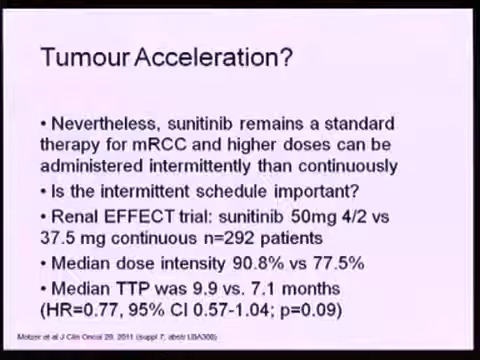 Tumour Acceleration?
• Nevertheless, sunitinib remains a standard
therapy for mRCC and higher doses can be
administered intermittently than continuously
• Is the intermittent schedule important?
• Renal EFFECT trial: sunitinib 50mg 4/2 vs
37.5 mg continuous n=292 patients
• Median dose intensity 90.8% vs 77.5%
• Median TTP was 9.9 vs. 7.1 months
(HR=0.77, 95% CI 0.57-1.04; p=0.09)
Motzer et al J Clin Oncol 29, 2011 (suppl 7; abstr LBA308)